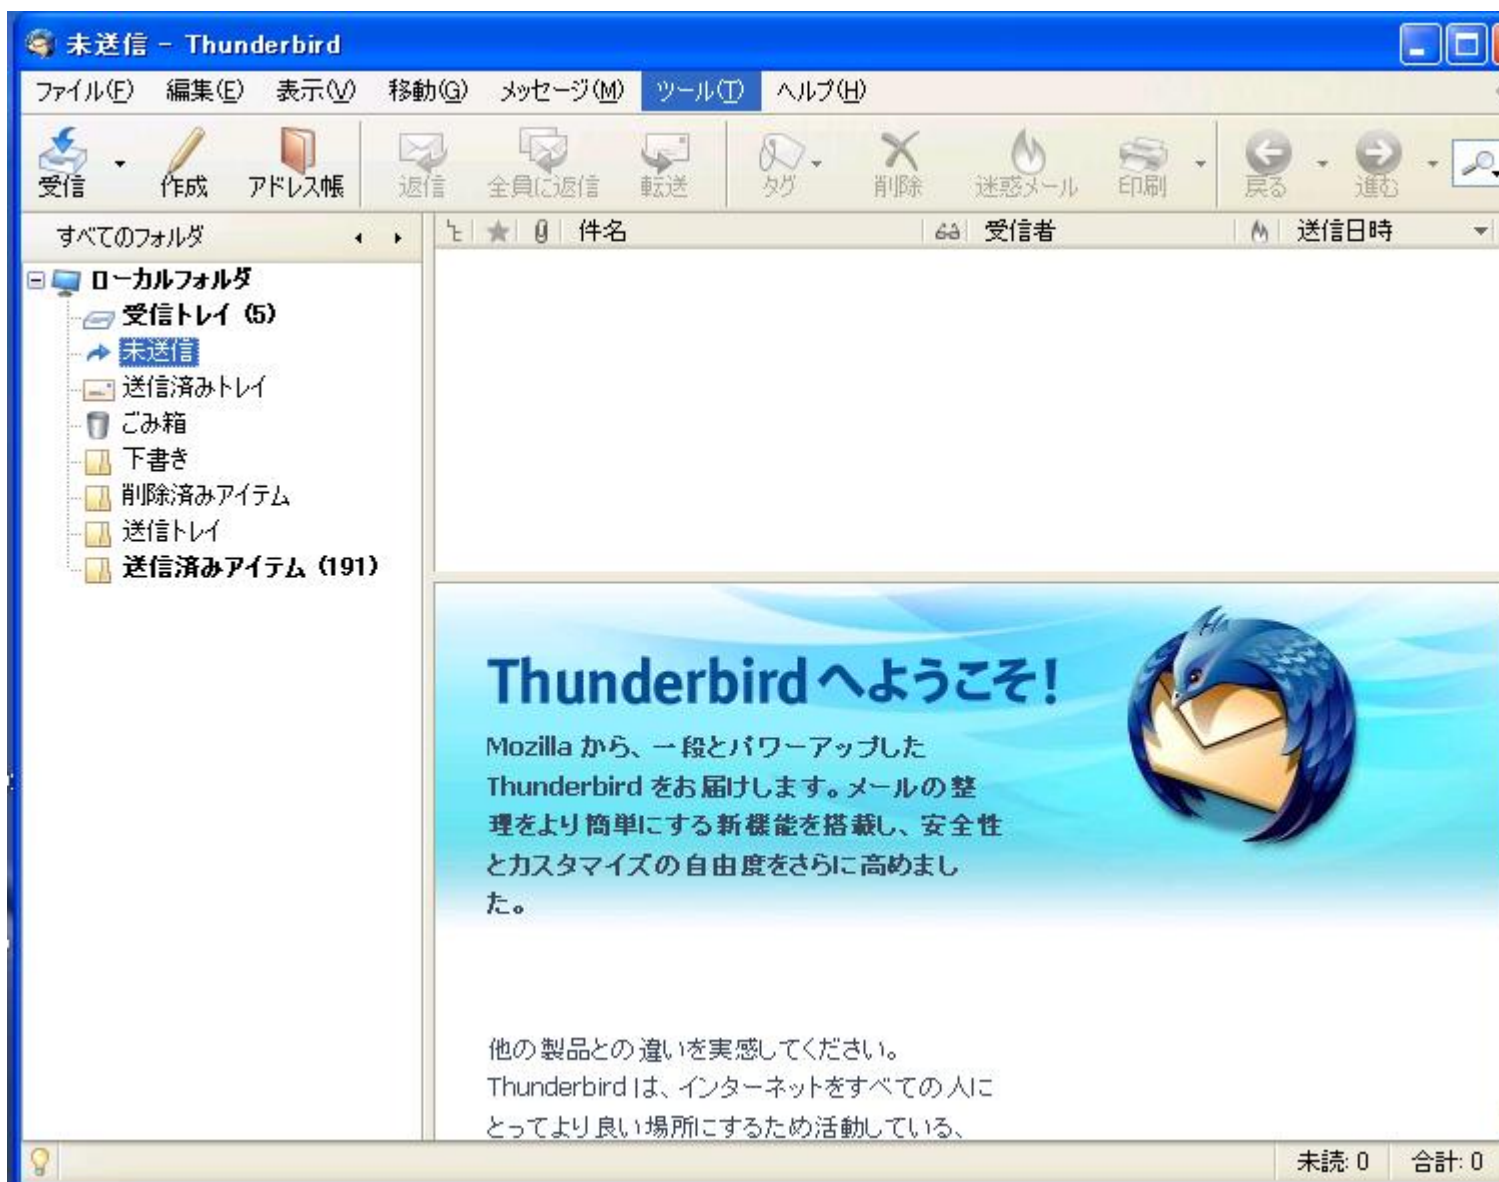 未送信 - Thunderbird
ファイル(F) 編集(E) 表示(V) 移動(G) メッセージ(M) ツール(T) ヘルプ(H)
受信 作成 アドレス帳 返信 全員に返信 転送 タグ 削除 迷惑メール 印刷 戻る 進む
すべてのフォルダ 件名 受信者 送信日時
ローカルフォルダ
受信トレイ (5)
未送信
送信済みトレイ
ごみ箱
下書き
削除済みアイテム
送信トレイ
送信済みアイテム (191)
Thunderbird へようこそ!
Mozilla から、一段とパワーアップした
Thunderbird をお届けします。メールの整
理をより簡単にする新機能を搭載し、安全性
とカスタマイズの自由度をさらに高めまし
た。
他の製品との違いを実感してください。
Thunderbird は、インターネットをすべての人に
とってより良い場所にするため活動している、
未読: 0 合計: 0